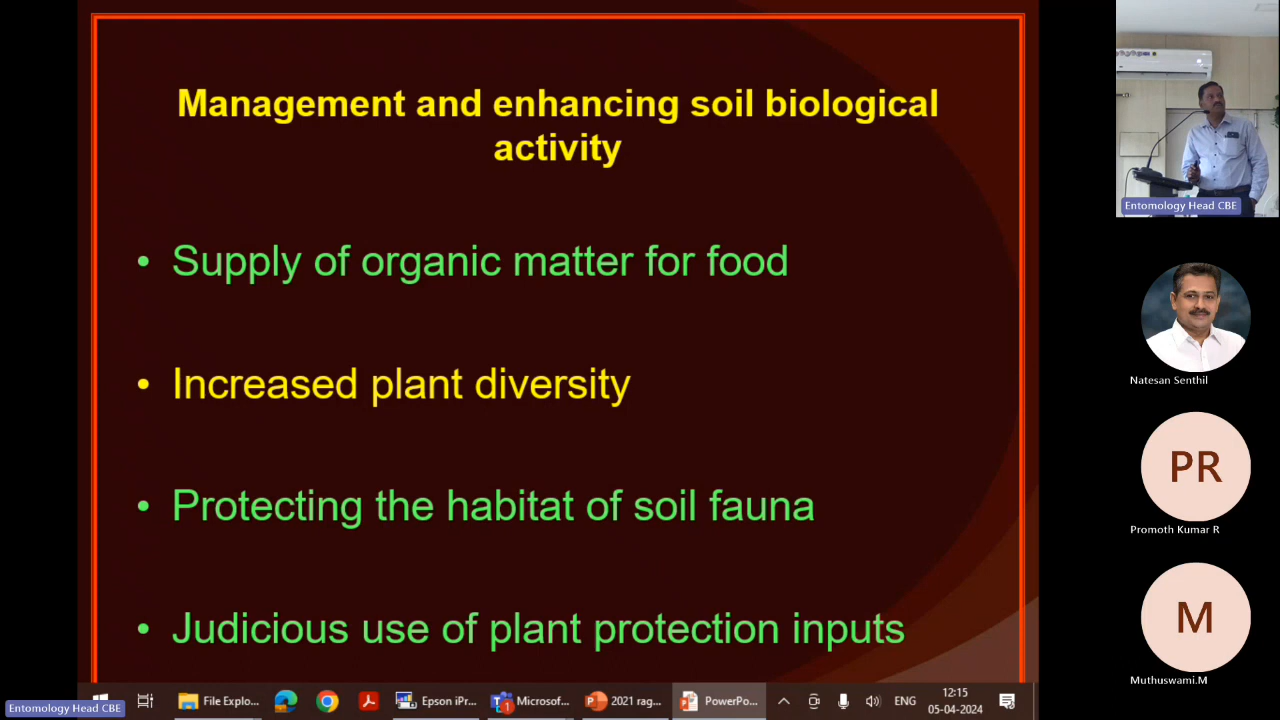 Management and enhancing soil biological
activity
• Supply of organic matter for food
• Increased plant diversity
• Protecting the habitat of soil fauna
• Judicious use of plant protection inputs
Entomology Head CBE
Natesan Senthil
PR
Promoth Kumar R
M
Muthuswami.M
Entomology Head CBE
File Explo...
Epson iPr...
Microsof...
1
2021 rag...
PowerPo...
ENG
12:15
05-04-2024